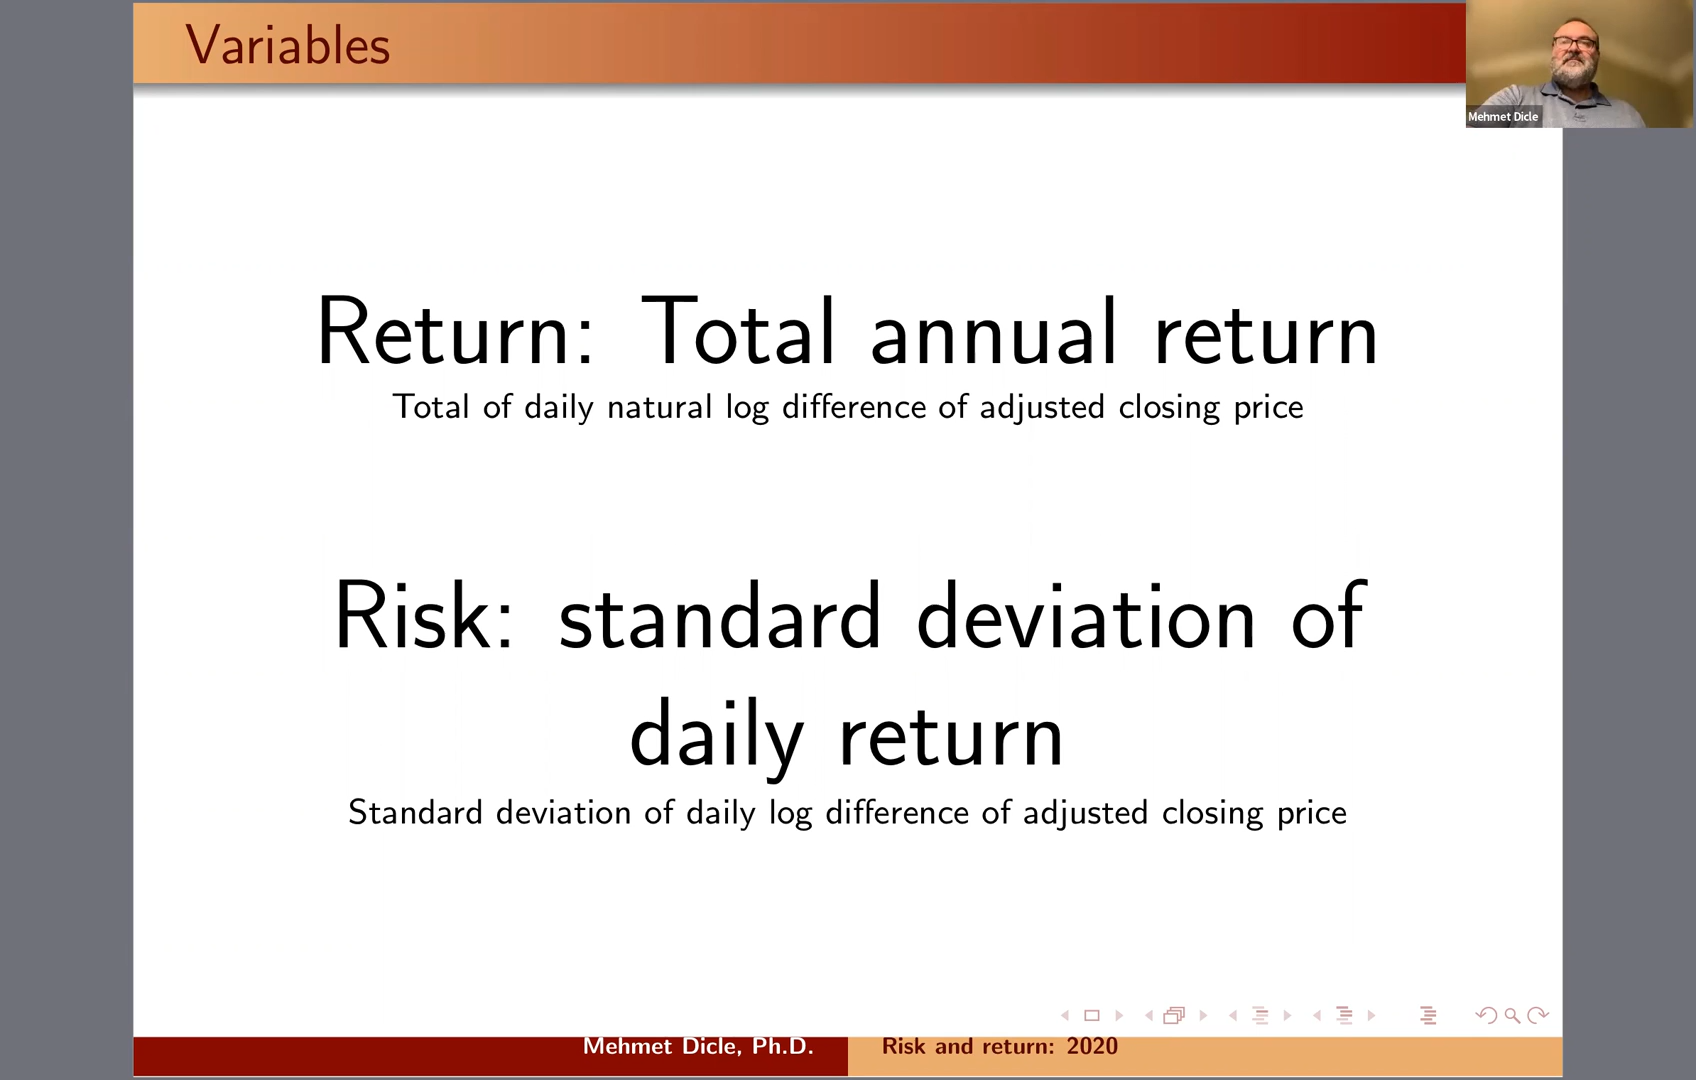 Variables
Mehmet Dicle
Return: Total annual return
Total of daily natural log difference of adjusted closing price
Risk: standard deviation of
daily return
Standard deviation of daily log difference of adjusted closing price
Mehmet Dicle, Ph.D.
Risk and return: 2020